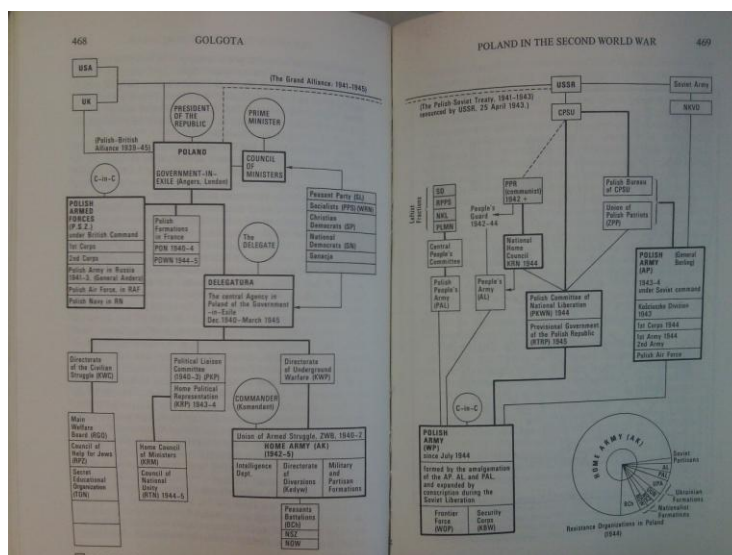 468
GOLGOTA
USA
UK
(The Grand Alliance: 1941–1945)
PRESIDENT
OF THE
REPUBLIC
PRIME
MINISTER
(Polish-British
Alliance 1939-45)
POLAND
GOVERNMENT–IN–
EXILE (Angers, London)
COUNCIL
OF
MINISTERS
C-in-C
POLISH
ARMED
FORCES
(P.S.Z.)
under British Command
1st Corps
2nd Corps
Polish Army in Russia
1941-3, (General Anders)
Polish Air Force, in RAF
Polish Navy in RN
Polish
Formations
in France
PON 1940-4
POWN 1944-5
The
DELEGATE
Peasant Party (SL)
Socialists (PPS) (WRN)
Christian
Democrats (SP)
National
Democrats (SN)
Sanacja
DELEGATURA
The central Agency in
Poland of the Government
-in-Exile
Dec 1940–March 1945
Directorate
of the Civilian
Struggle (KWC)
Political Liaison
Committee
(1940-3) (PKP)
Home Political
Representation
(KRP) 1943-4
Directorate
of Underground
Warfare (KWP)
COMMANDER
(Komendant)
Main
Welfare
Board (RGO)
Council of
Help for Jews
(RPZ)
Secret
Educational
Organization
(TON)
Home Council
of Ministers
(KRM)
Council of
National
Unity
(RTN) 1944-5
Union of Armed Struggle, ZWB, 1940-2
HOME ARMY (AK)
(1942-5)
Intelligence
Dept.
Directorate
of
Diversions
(Kedyw)
Military
and
Partisan
Formations
Peasants
Battalions
(BCh)
NSZ
NOW
POLAND IN THE SECOND WORLD WAR
469
USSR
Soviet Army
(The Polish-Soviet Treaty, 1941–1943)
renounced by USSR, 25 April 1943.)
CPSU
NKVD
Leftist
Fractions
SD
RPPS
NKL
PLMN
PPR
(communist)
1942 +
People's
Guard
1942-44
Polish Bureau
of CPSU
Union of
Polish Patriots
(ZPP)
Central
People's
Committee
National
Home
Council
KRN 1944
POLISH
ARMY
(AP)
(General
Berling)
1943-4
under Soviet command
Kościuszko Division
1943
1st Corps 1944
1st Army 1944
2nd Army
Polish Air Force
Polish
People's
Army
(PAL)
People's
Army
(AL)
Polish Committee of
National Liberation
(PKWN) 1944
Provisional Government
of the Polish Republic
(RTRP) 1945
C-in-C
POLISH
ARMY
(WP)
since July 1944
formed by the amalgamation
of the AP, AL, and PAL,
and expanded by
conscription during the
Soviet Liberation
Frontier
Force
(WOP)
Security
Corps
(KBW)
HOME ARMY (AK)
Soviet
Partisans
AL
PAL
UPA
BCh
Ukrainian
Formations
Nationalist
Formations
Resistance Organizations in Poland
(1944)